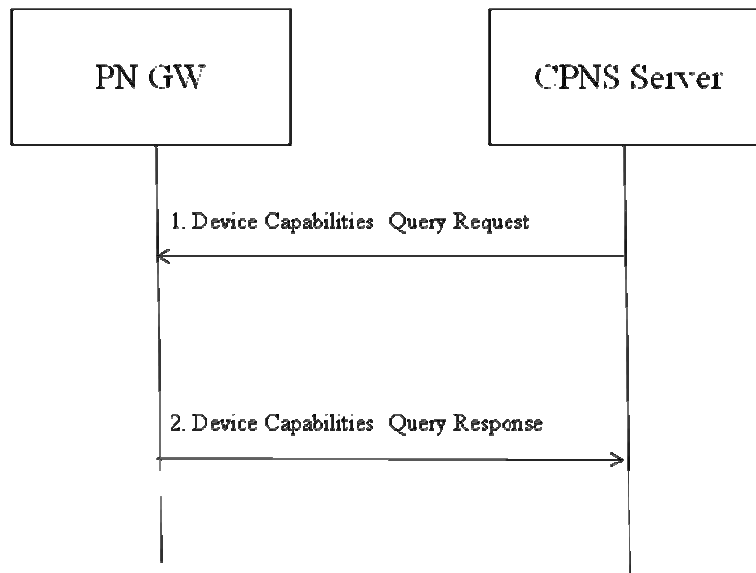 PN GW
CPNS Server
1. Device Capabilities Query Request
2. Device Capabilities Query Response